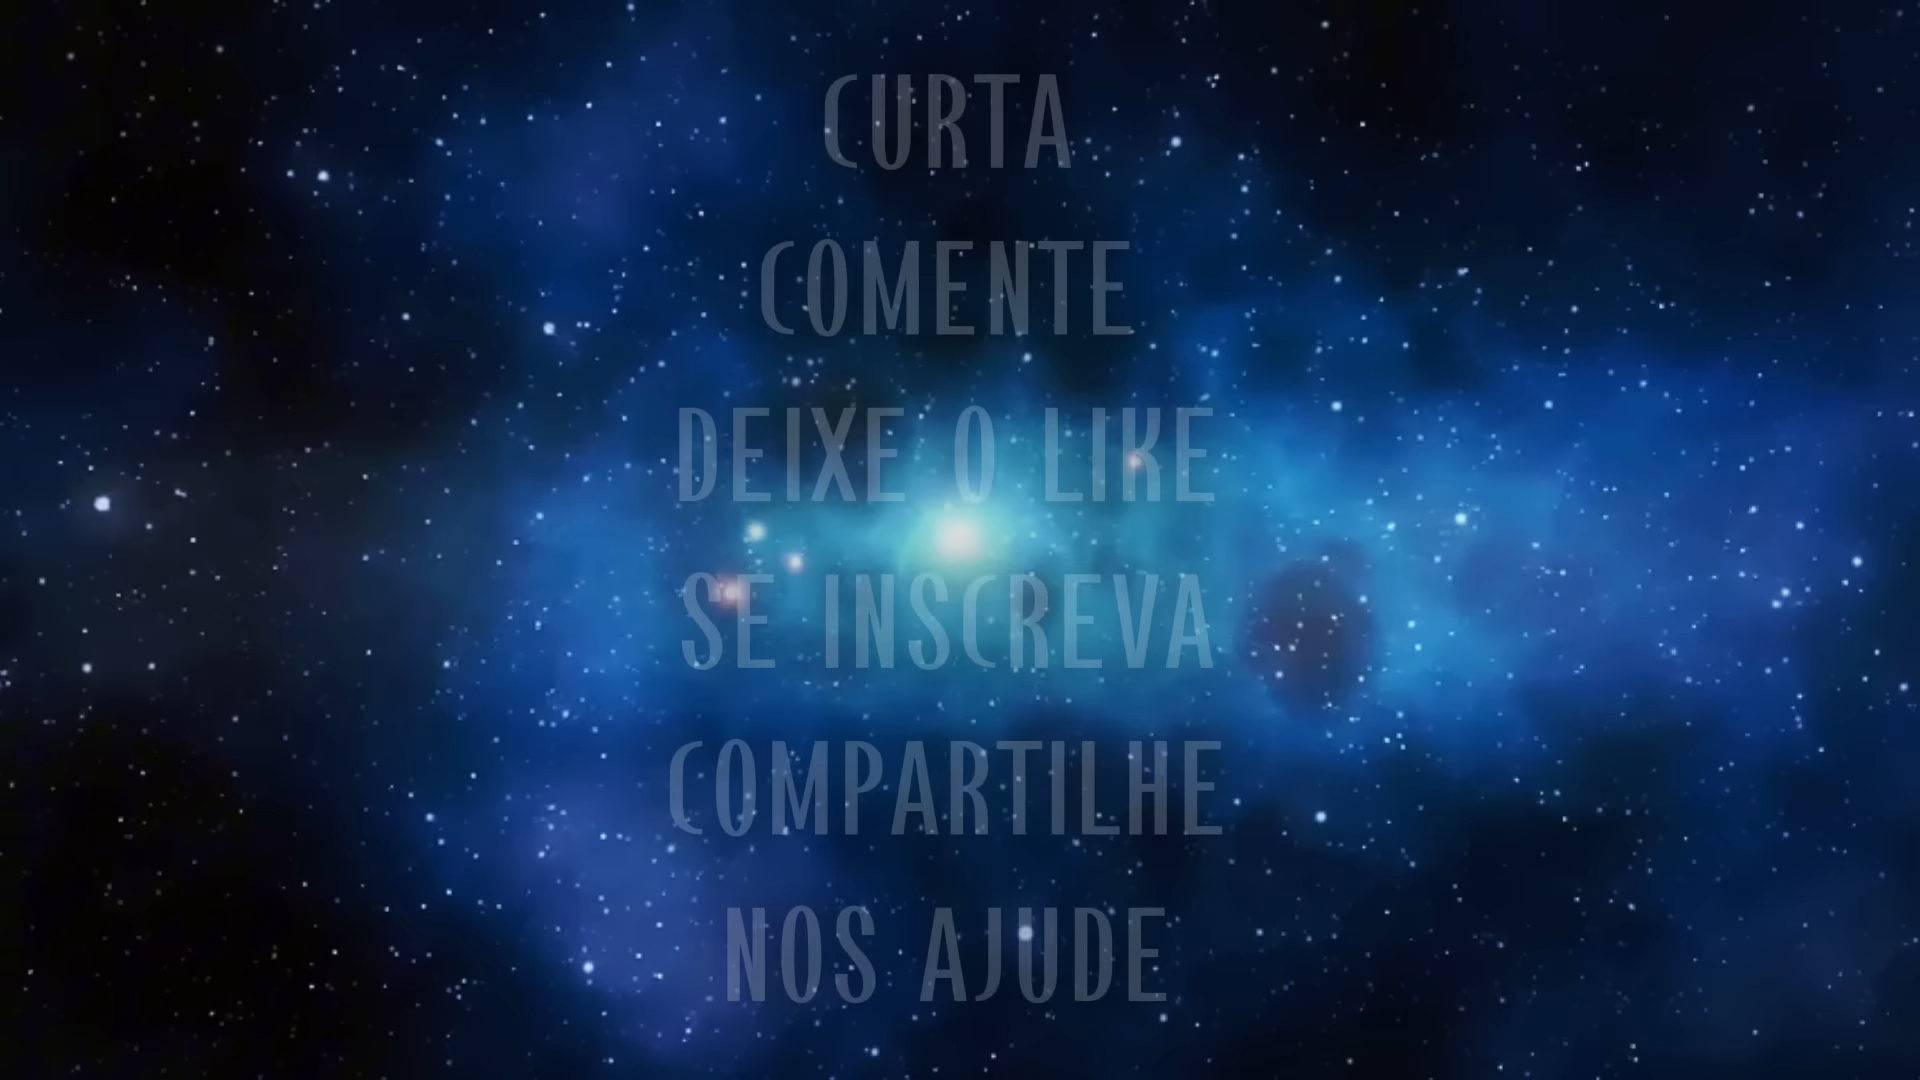 CURTA
COMENTE
DEIXE O LIKE
SE INSCREVA
COMPARTILHE
NOS AJUDE